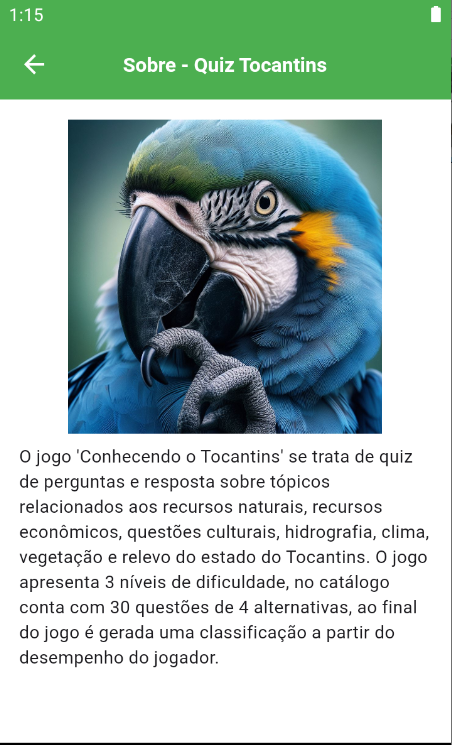 1:15
Sobre - Quiz Tocantins
O jogo 'Conhecendo o Tocantins' se trata de quiz
de perguntas e resposta sobre tópicos
relacionados aos recursos naturais, recursos
econômicos, questões culturais, hidrografia, clima,
vegetação e relevo do estado do Tocantins. O jogo
apresenta 3 níveis de dificuldade, no catálogo
conta com 30 questões de 4 alternativas, ao final
do jogo é gerada uma classificação a partir do
desempenho do jogador.